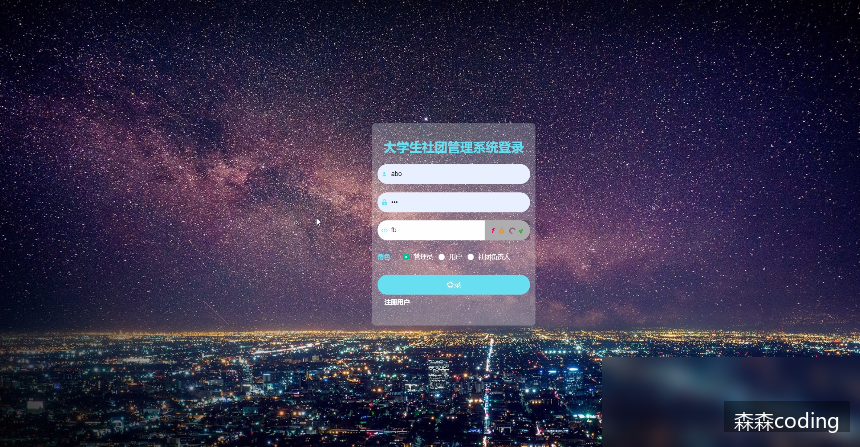 大学生社团管理系统登录
abo
•••
fb
角色 管理员 用户 社团负责人
登录
注册用户
森森coding